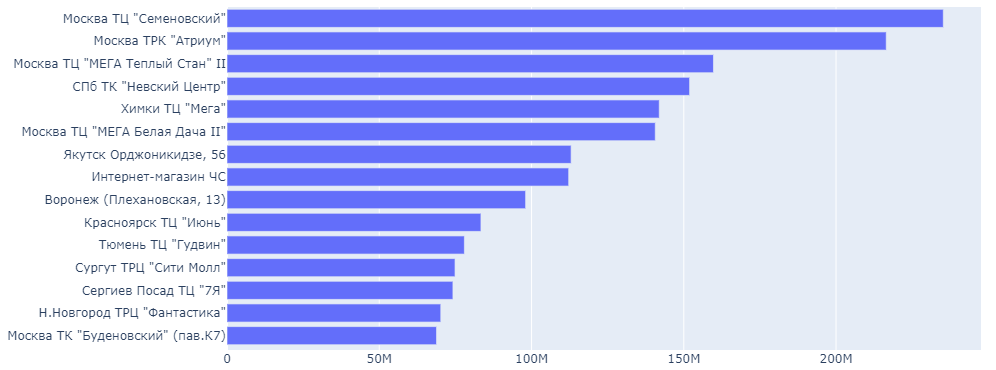 Москва ТЦ "Семеновский"
Москва ТРК "Атриум"
Москва ТЦ "МЕГА Теплый Стан" II
СПб ТК "Невский Центр"
Химки ТЦ "Мега"
Москва ТЦ "МЕГА Белая Дача II"
Якутск Орджоникидзе, 56
Интернет-магазин ЧС
Воронеж (Плехановская, 13)
Красноярск ТЦ "Июнь"
Тюмень ТЦ "Гудвин"
Сургут ТРЦ "Сити Молл"
Сергиев Посад ТЦ "7Я"
Н.Новгород ТРЦ "Фантастика"
Москва ТК "Буденовский" (пав.К7)
0 50M 100M 150M 200M